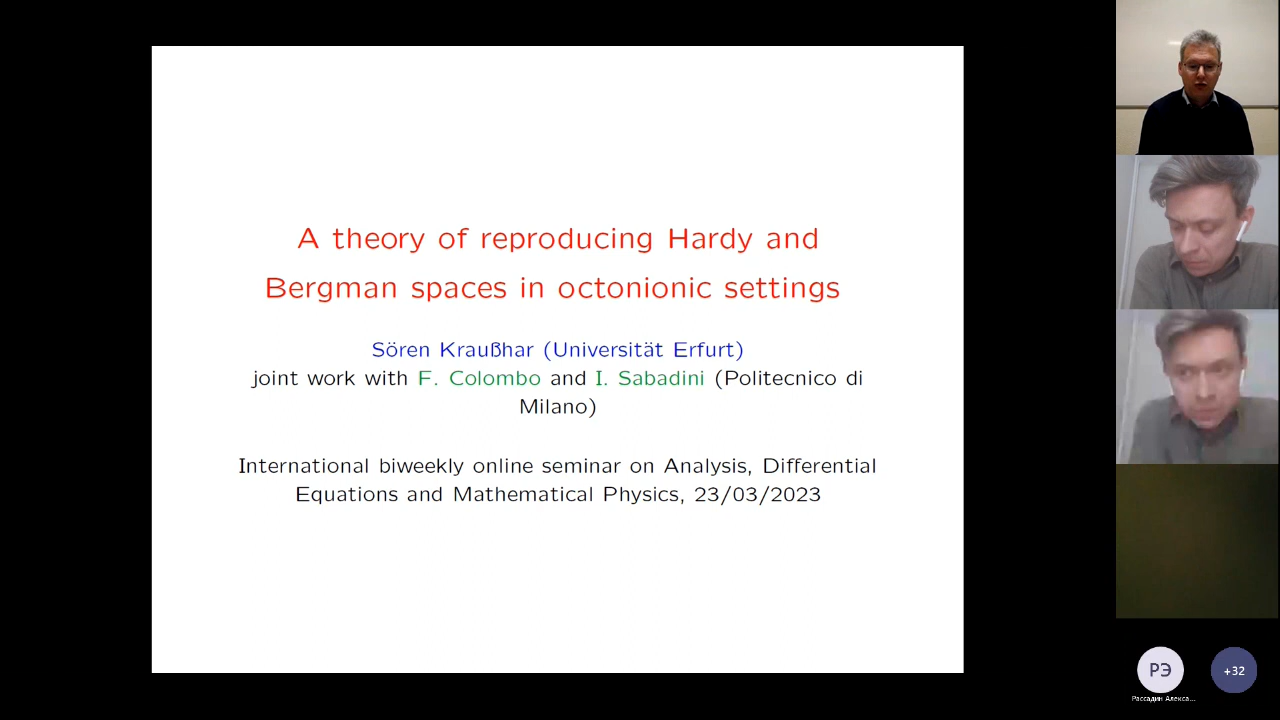 A theory of reproducing Hardy and
Bergman spaces in octonionic settings
Sören Kraußhar (Universität Erfurt)
joint work with F. Colombo and I. Sabadini (Politecnico di
Milano)
International biweekly online seminar on Analysis, Differential
Equations and Mathematical Physics, 23/03/2023
РЭ
+32
Рассадин Алекса...